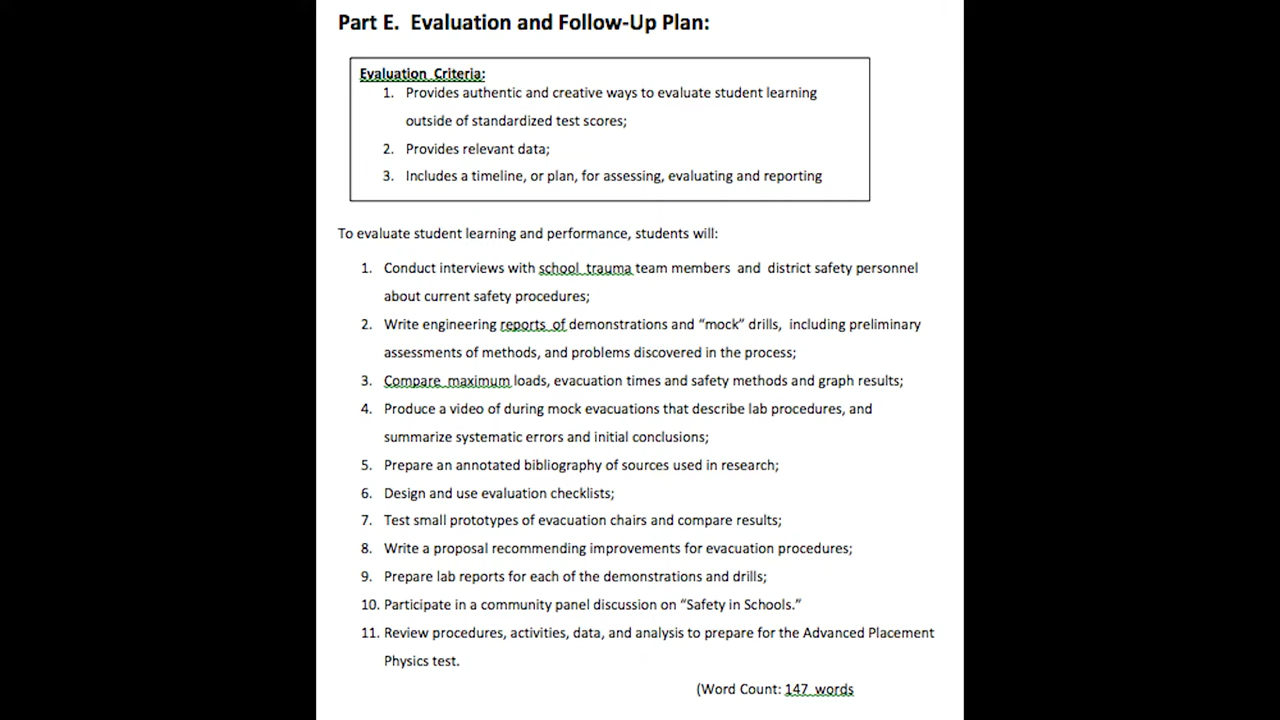 Part E. Evaluation and Follow-Up Plan:
Evaluation Criteria:
1. Provides authentic and creative ways to evaluate student learning
outside of standardized test scores;
2. Provides relevant data;
3. Includes a timeline, or plan, for assessing, evaluating and reporting
To evaluate student learning and performance, students will:
1. Conduct interviews with school trauma team members and district safety personnel
about current safety procedures;
2. Write engineering reports of demonstrations and “mock” drills, including preliminary
assessments of methods, and problems discovered in the process;
3. Compare maximum loads, evacuation times and safety methods and graph results;
4. Produce a video of during mock evacuations that describe lab procedures, and
summarize systematic errors and initial conclusions;
5. Prepare an annotated bibliography of sources used in research;
6. Design and use evaluation checklists;
7. Test small prototypes of evacuation chairs and compare results;
8. Write a proposal recommending improvements for evacuation procedures;
9. Prepare lab reports for each of the demonstrations and drills;
10. Participate in a community panel discussion on “Safety in Schools.”
11. Review procedures, activities, data, and analysis to prepare for the Advanced Placement
Physics test.
(Word Count: 147 words